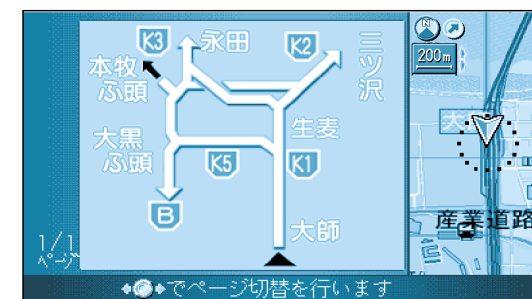 K3
永田
K2
三ツ沢
本牧
ふ頭
200m
大黒
ふ頭
生麦
K5
K1
B
大師
産業道路
1/1
ページ
でページ切替を行います